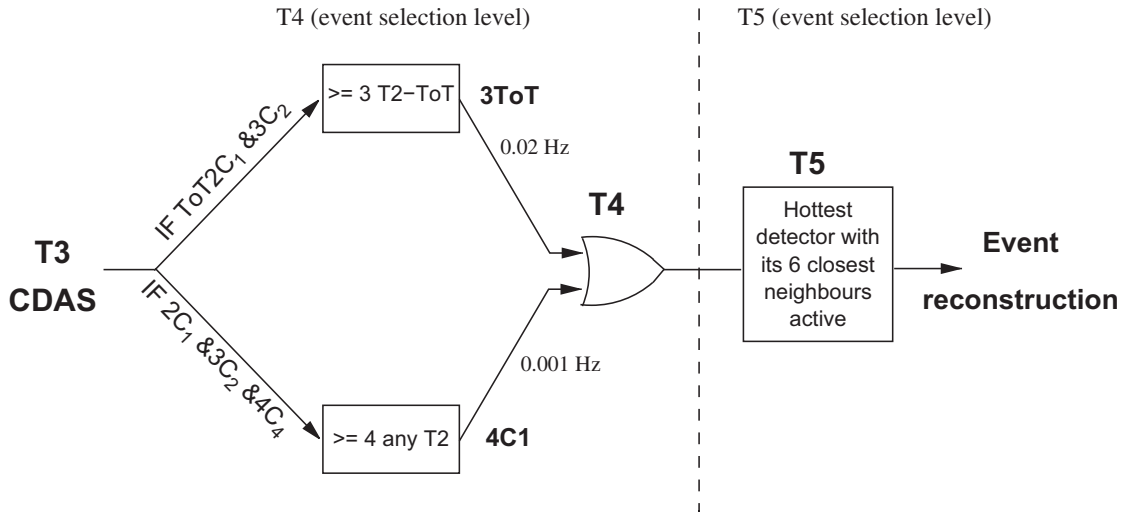 T4 (event selection level)
T5 (event selection level)
>= 3 T2−ToT
3ToT
IF ToT2C₁ &3C₂
0.02 Hz
T3
CDAS
T4
T5
Hottest
detector with
its 6 closest
neighbours
active
Event
reconstruction
IF 2C₁ &3C₂ &4C₄
0.001 Hz
>= 4 any T2
4C1